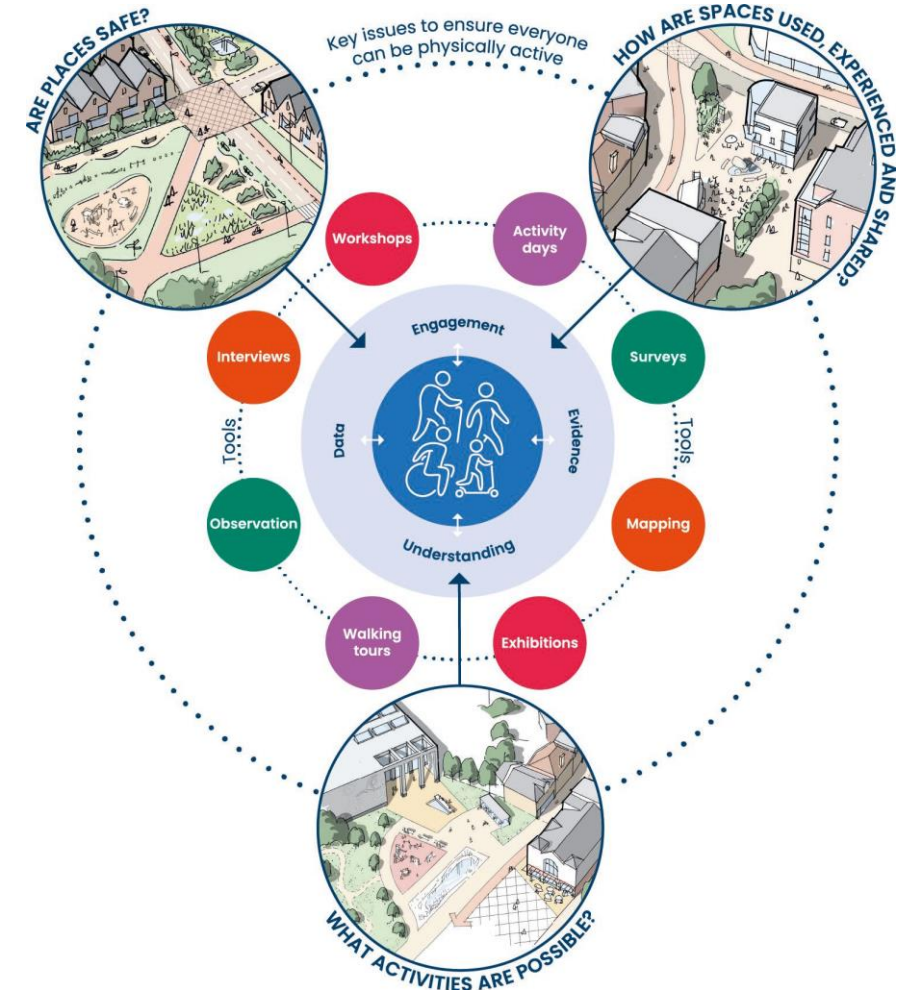 Key issues to ensure everyone
can be physically active
ARE PLACES SAFE?
HOW ARE SPACES USED, EXPERIENCED AND SHARED?
Workshops
Activity
days
Interviews
Surveys
Engagement
Data
Evidence
Understanding
Tools
Tools
Observation
Mapping
Walking
tours
Exhibitions
WHAT ACTIVITIES ARE POSSIBLE?